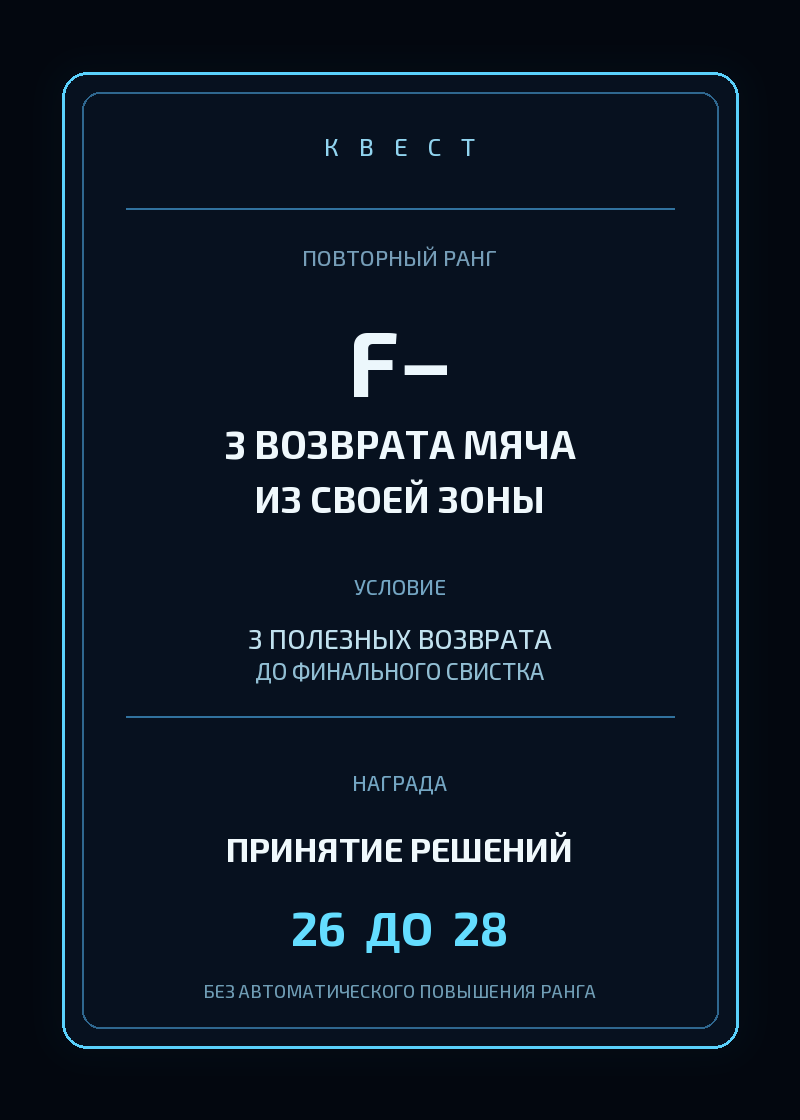 КВЕСТ
ПОВТОРНЫЙ РАНГ
F–
3 ВОЗВРАТА МЯЧА
ИЗ СВОЕЙ ЗОНЫ
УСЛОВИЕ
3 ПОЛЕЗНЫХ ВОЗВРАТА
ДО ФИНАЛЬНОГО СВИСТКА
НАГРАДА
ПРИНЯТИЕ РЕШЕНИЙ
26 ДО 28
БЕЗ АВТОМАТИЧЕСКОГО ПОВЫШЕНИЯ РАНГА